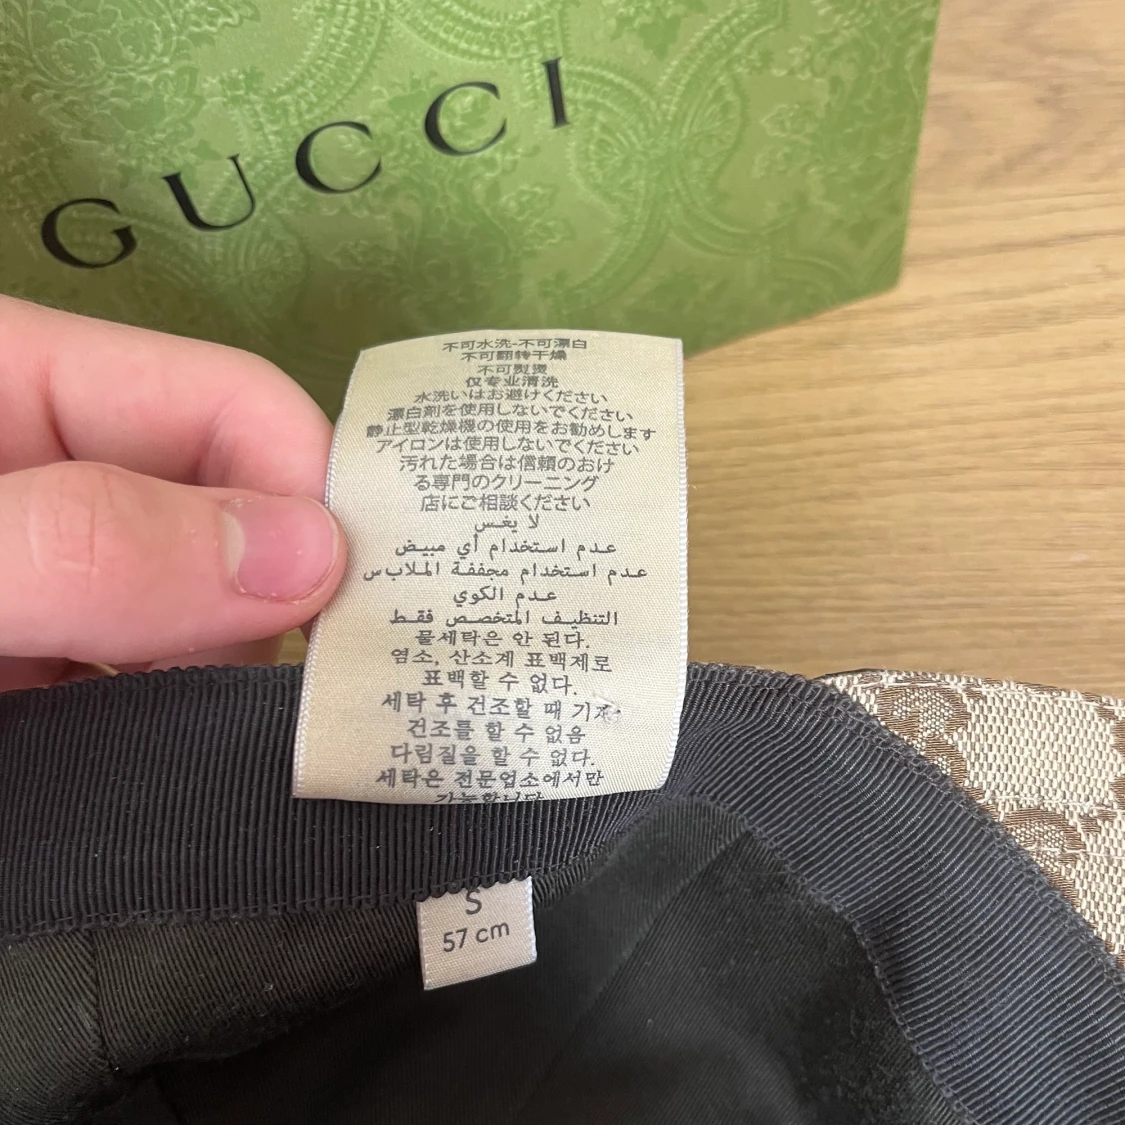 GUCCI
不可水洗-不可漂白
不可翻转干燥
不可熨烫
仅专业清洗
水洗いはお避けください
漂白剤を使用しないでください
静止型乾燥機の使用をお勧めします
アイロンは使用しないでください
汚れた場合は信頼のおけ
る専門のクリーニング
店にご相談ください
لا يغس
عدم استخدام أي مبيض
عدم استخدام مجففة الملابس
عدم الكوي
التنظيف المتخصص فقط
물세탁은 안 된다.
염소, 산소계 표백제로
표백할 수 없다.
세탁 후 건조할 때 기계
건조를 할 수 없음
다림질을 할 수 없다.
세탁은 전문업소에서만
가능합니다
S
57 cm